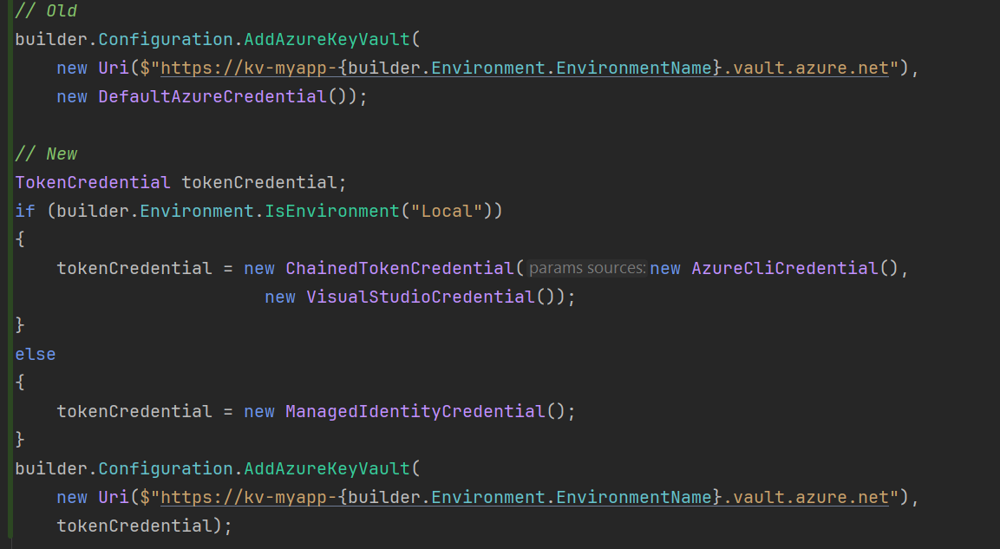 // Old
builder.Configuration.AddAzureKeyVault(
    new Uri($"https://kv-myapp-{builder.Environment.EnvironmentName}.vault.azure.net"),
    new DefaultAzureCredential());

// New
TokenCredential tokenCredential;
if (builder.Environment.IsEnvironment("Local"))
{
    tokenCredential = new ChainedTokenCredential( params sources: new AzureCliCredential(),
                        new VisualStudioCredential());
}
else
{
    tokenCredential = new ManagedIdentityCredential();
}
builder.Configuration.AddAzureKeyVault(
    new Uri($"https://kv-myapp-{builder.Environment.EnvironmentName}.vault.azure.net"),
    tokenCredential);